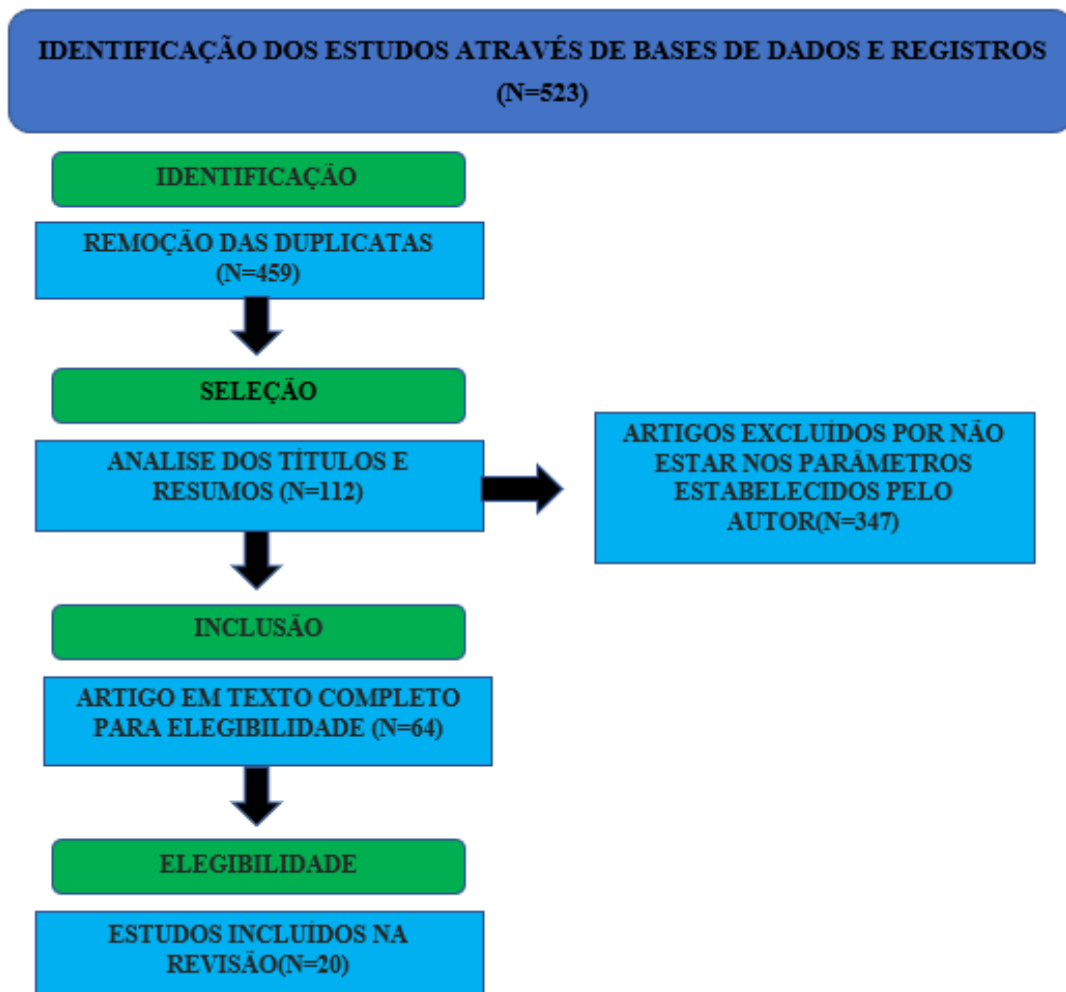 IDENTIFICAÇÃO DOS ESTUDOS ATRAVÉS DE BASES DE DADOS E REGISTROS
(N=523)
IDENTIFICAÇÃO
REMOÇÃO DAS DUPLICATAS
(N=459)
SELEÇÃO
ANALISE DOS TÍTULOS E
RESUMOS (N=112)
ARTIGOS EXCLUÍDOS POR NÃO
ESTAR NOS PARÂMETROS
ESTABELECIDOS PELO
AUTOR(N=347)
INCLUSÃO
ARTIGO EM TEXTO COMPLETO
PARA ELEGIBILIDADE (N=64)
ELEGIBILIDADE
ESTUDOS INCLUÍDOS NA
REVISÃO(N=20)